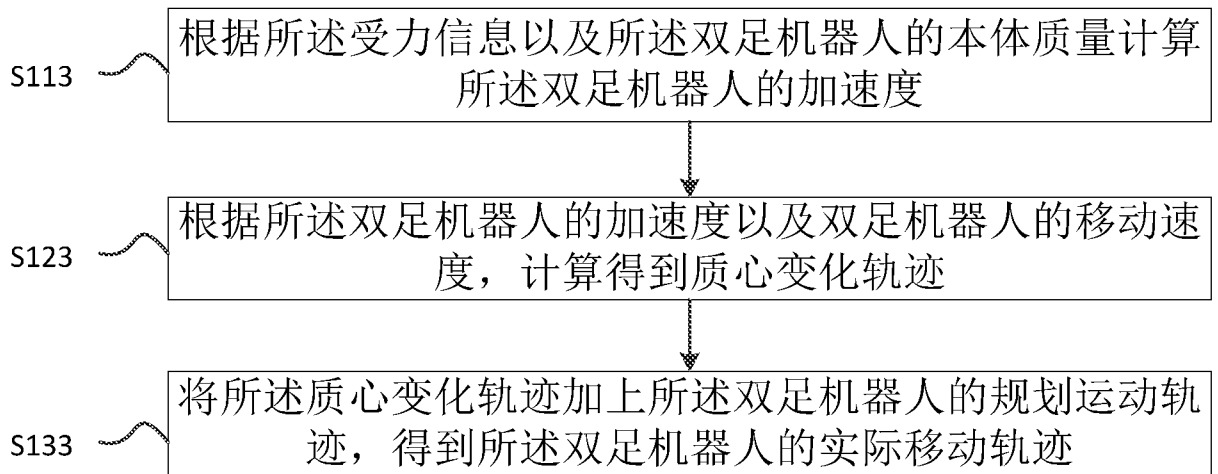 S113
根据所述受力信息以及所述双足机器人的本体质量计算
所述双足机器人的加速度
S123
根据所述双足机器人的加速度以及双足机器人的移动速
度，计算得到质心变化轨迹
S133
将所述质心变化轨迹加上所述双足机器人的规划运动轨
迹，得到所述双足机器人的实际移动轨迹